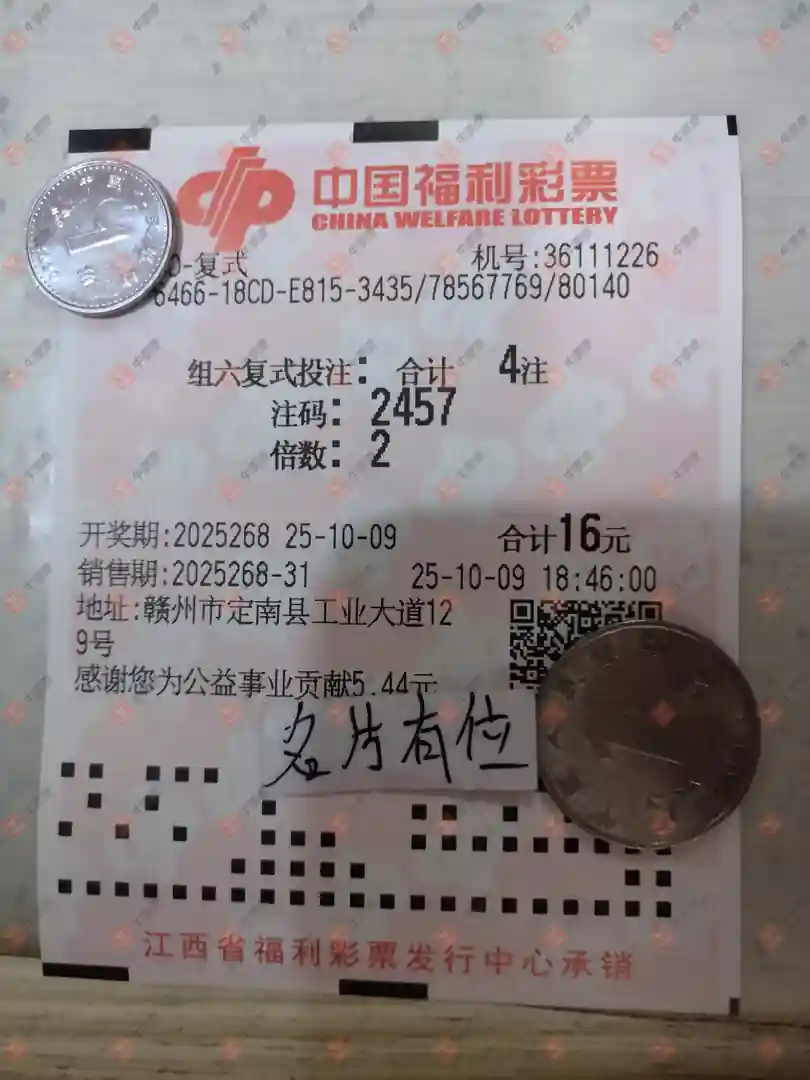 中国福利彩票
CHINA WELFARE LOTTERY
-复式 机号:36111226
6466-18CD-E815-3435/78567769/80140
组六复式投注: 合计 4注
注码: 2457
倍数: 2
开奖期:2025268 25-10-09 合计16元
销售期:2025268-31 25-10-09 18:46:00
地址:赣州市定南县工业大道12
9号
感谢您为公益事业贡献5.44元
名片有位
江西省福利彩票发行中心承销